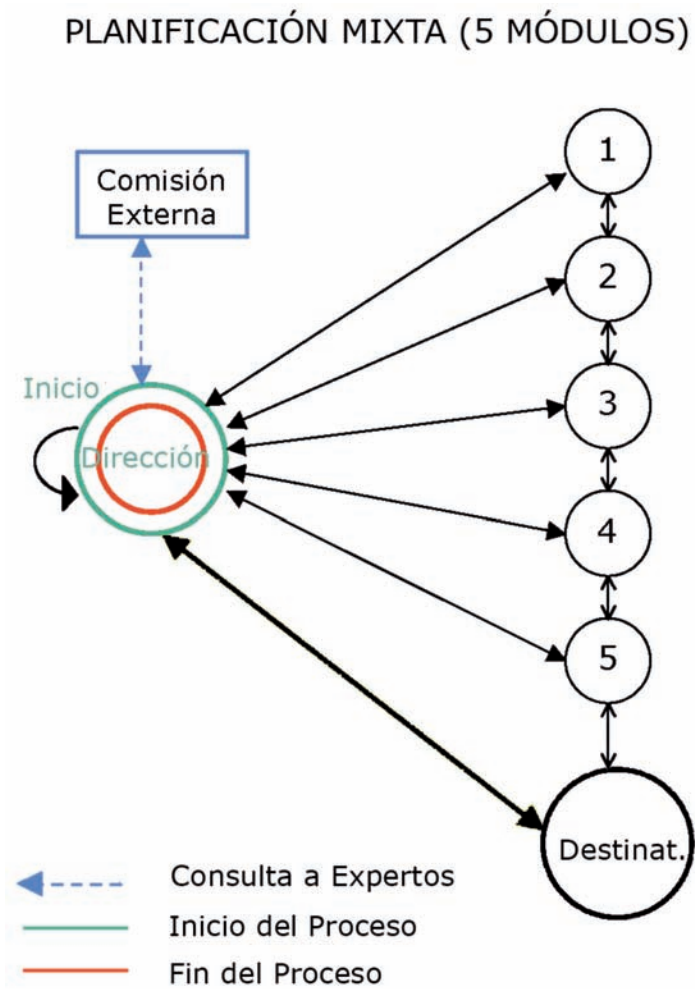 PLANIFICACIÓN MIXTA (5 MÓDULOS)
Comisión
Externa
1
2
3
4
5
Inicio
Dirección
Destinat.
Consulta a Expertos
Inicio del Proceso
Fin del Proceso